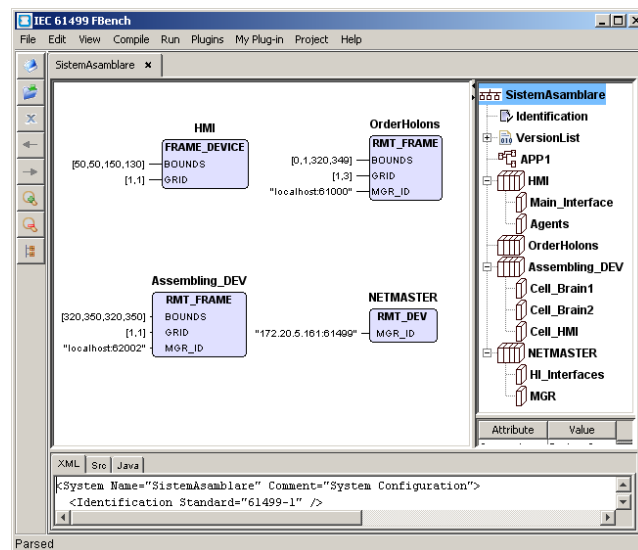 IEC 61499 FBench
File Edit View Compile Run Plugins My Plug-in Project Help
SistemAsamblare ×
HMI
FRAME_DEVICE
[50,50,150,130] BOUNDS
[1,1] GRID
OrderHolons
RMT_FRAME
[0,1,320,349] BOUNDS
[1,3] GRID
"localhost:61000" MGR_ID
Assembling_DEV
RMT_FRAME
[320,350,320,350] BOUNDS
[1,1] GRID
"localhost:62002" MGR_ID
NETMASTER
RMT_DEV
"172.20.5.161:61499" MGR_ID
SistemAsamblare
Identification
VersionList
APP1
HMI
Main_Interface
Agents
OrderHolons
Assembling_DEV
Cell_Brain1
Cell_Brain2
Cell_HMI
NETMASTER
HI_Interfaces
MGR
Attribute Value
XML Src Java
<System Name="SistemAsamblare" Comment="System Configuration">
<Identification Standard="61499-1" />
Parsed